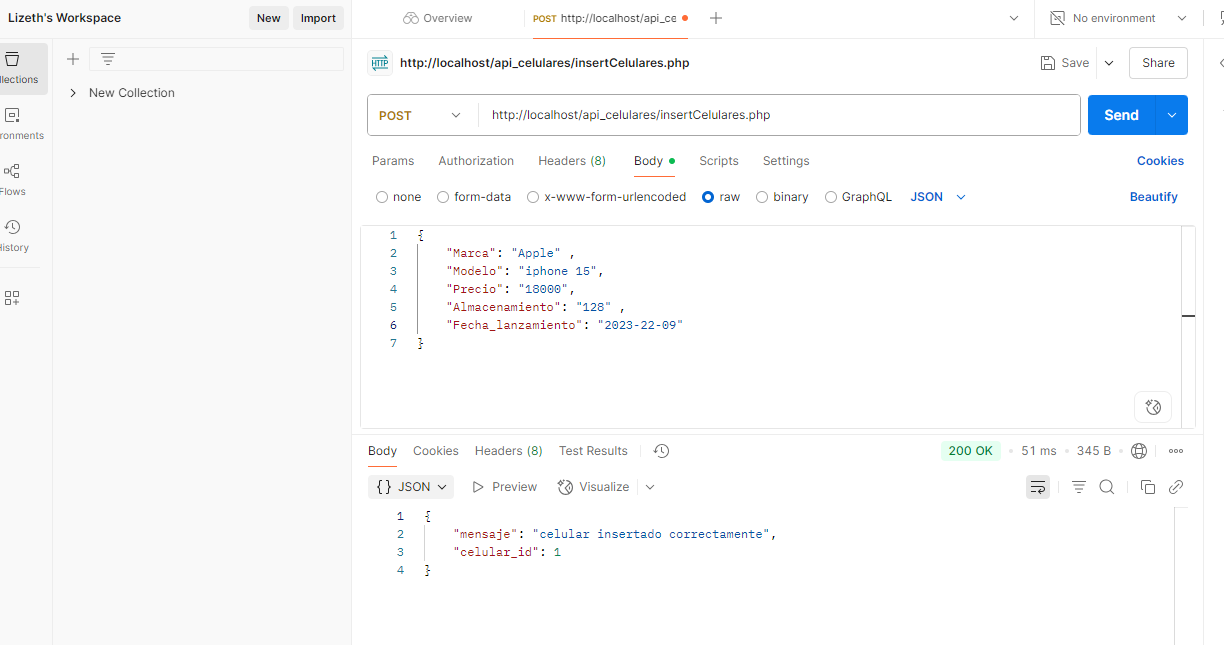 Lizeth's Workspace
New
Import
Overview
POST http://localhost/api_ce
No environment
llections
ronments
Flows
History
New Collection
HTTP
http://localhost/api_celulares/insertCelulares.php
Save
Share
POST
http://localhost/api_celulares/insertCelulares.php
Send
Params
Authorization
Headers (8)
Body
Scripts
Settings
Cookies
none
form-data
x-www-form-urlencoded
raw
binary
GraphQL
JSON
Beautify
1 {
2 "Marca": "Apple" ,
3 "Modelo": "iphone 15",
4 "Precio": "18000",
5 "Almacenamiento": "128" ,
6 "Fecha_lanzamiento": "2023-22-09"
7 }
Body
Cookies
Headers (8)
Test Results
200 OK
51 ms
345 B
{} JSON
Preview
Visualize
1 {
2 "mensaje": "celular insertado correctamente",
3 "celular_id": 1
4 }